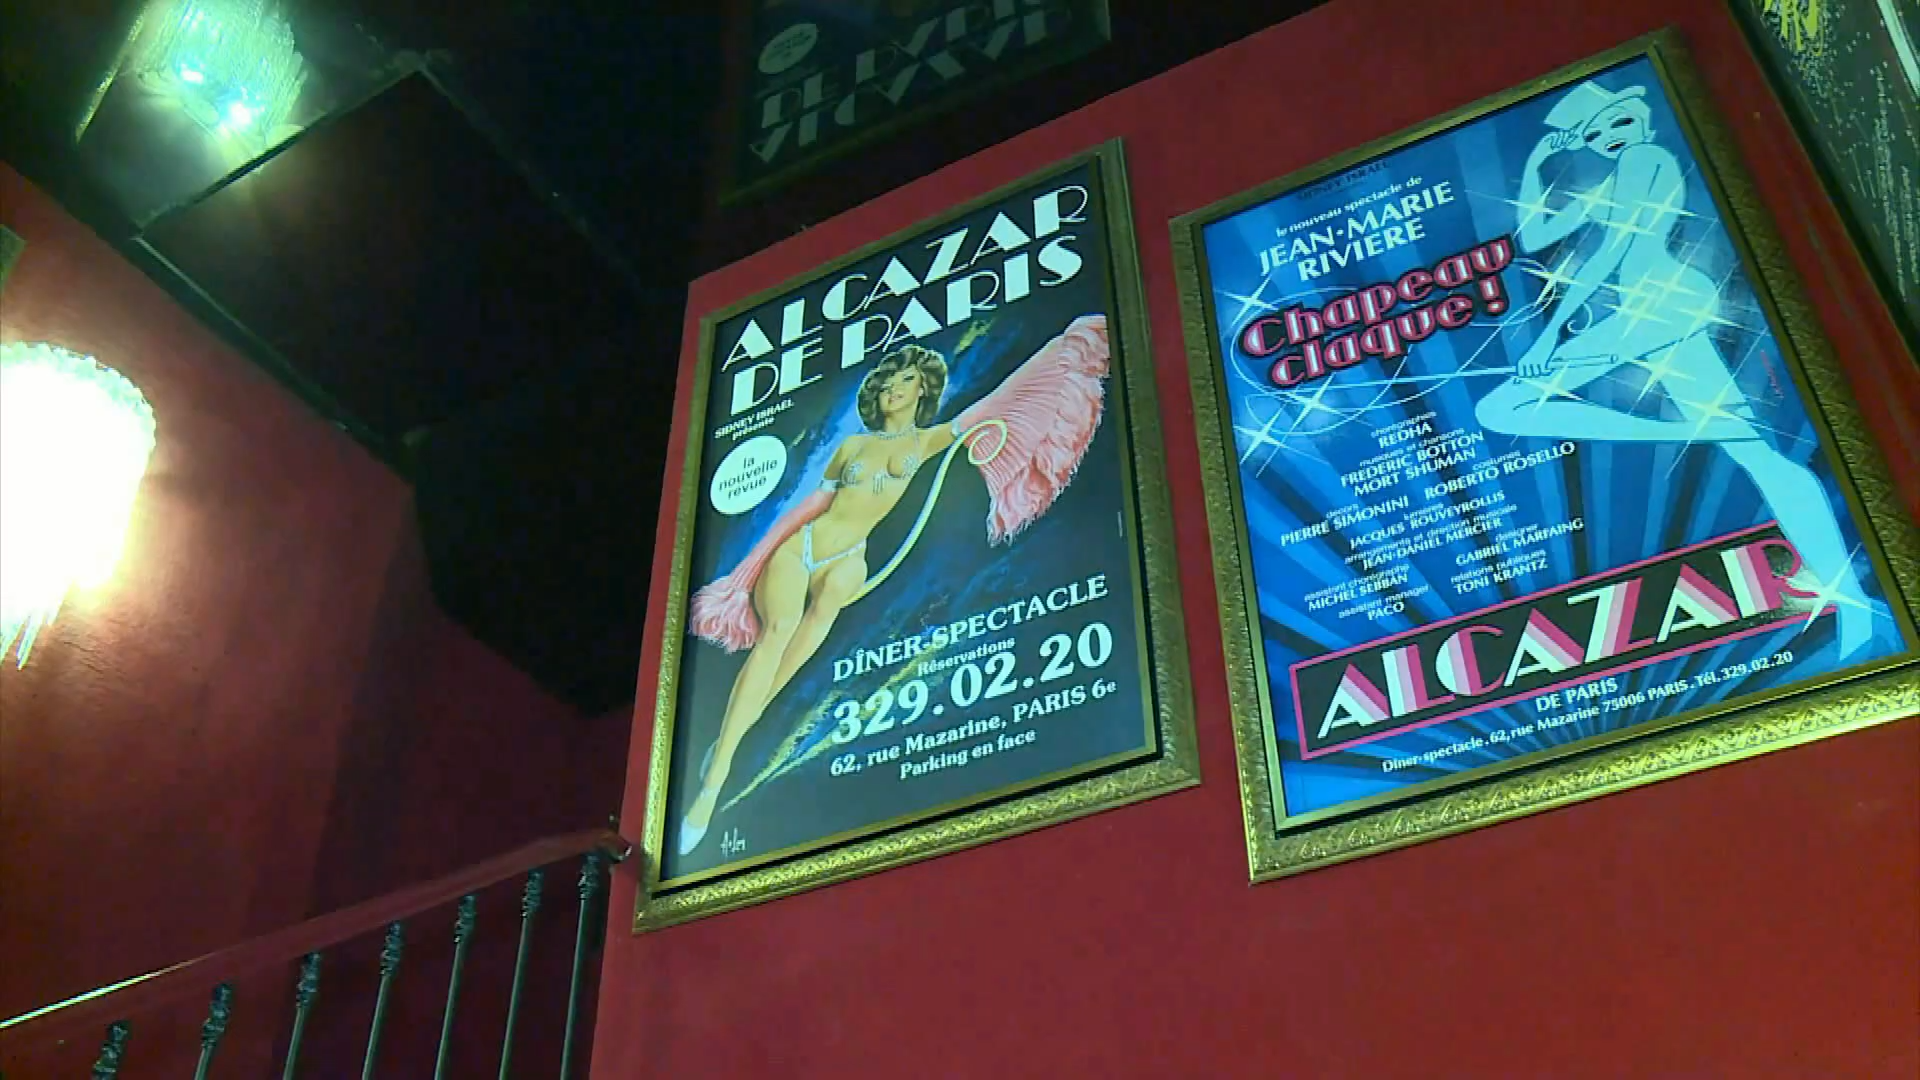 ALCAZAR
DE PARIS
SIDNEY ISRAËL
présente
la
nouvelle
revue
DÎNER-SPECTACLE
Réservations
329.02.20
62, rue Mazarine, PARIS 6e
Parking en face
SIDNEY ISRAEL
le nouveau spectacle de
JEAN-MARIE
RIVIERE
Chapeau
claque !
chorégraphies
REDHA
musiques et chansons
FREDERIC BOTTON
MORT SHUMAN
costumes
ROBERTO ROSELLO
décors
PIERRE SIMONINI
lumières
JACQUES ROUVEYROLLIS
arrangements et direction musicale
JEAN-DANIEL MERCIER
designer
GABRIEL MARFAING
assistant chorégraphe
MICHEL SEBBAN
relations publiques
TONI KRANTZ
assistant manager
PACO
ALCAZAR
DE PARIS
Diner-spectacle. 62, rue Mazarine 75006 PARIS. Tél. 329.02.20